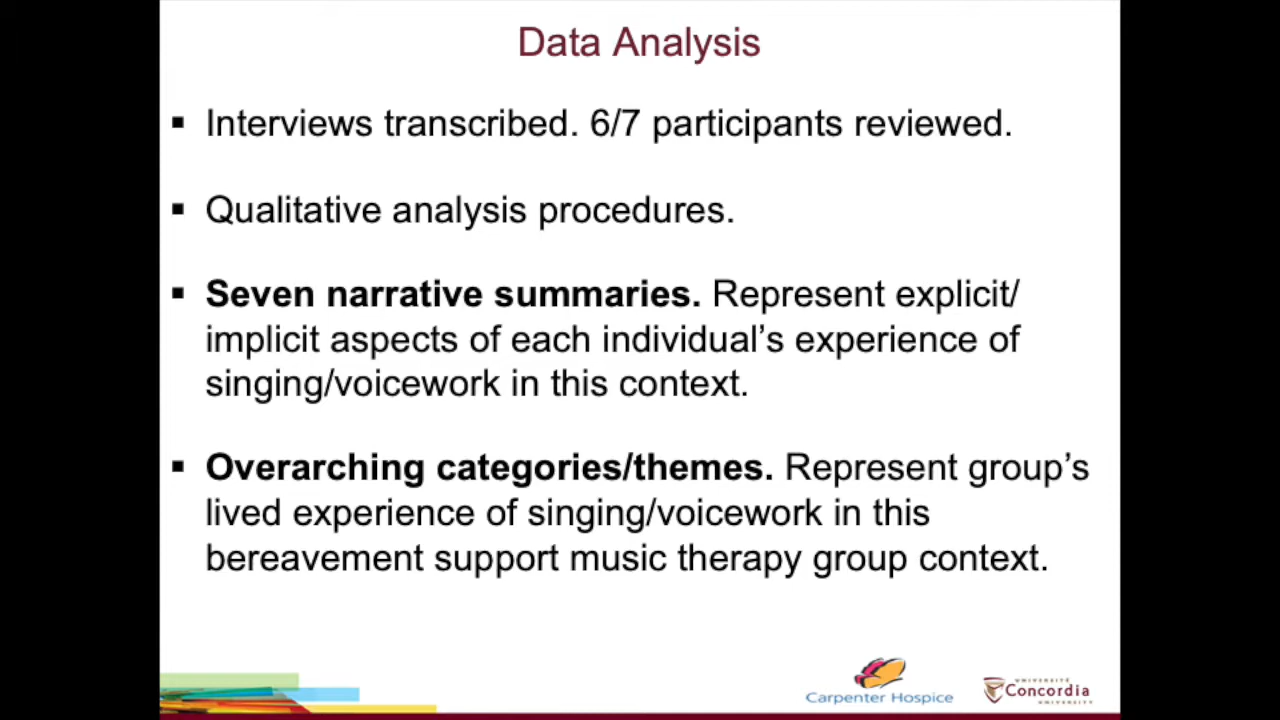 Data Analysis
▪ Interviews transcribed. 6/7 participants reviewed.
▪ Qualitative analysis procedures.
▪ Seven narrative summaries. Represent explicit/
implicit aspects of each individual’s experience of
singing/voicework in this context.
▪ Overarching categories/themes. Represent group’s
lived experience of singing/voicework in this
bereavement support music therapy group context.
Carpenter Hospice
UNIVERSITÉ
Concordia
UNIVERSITY